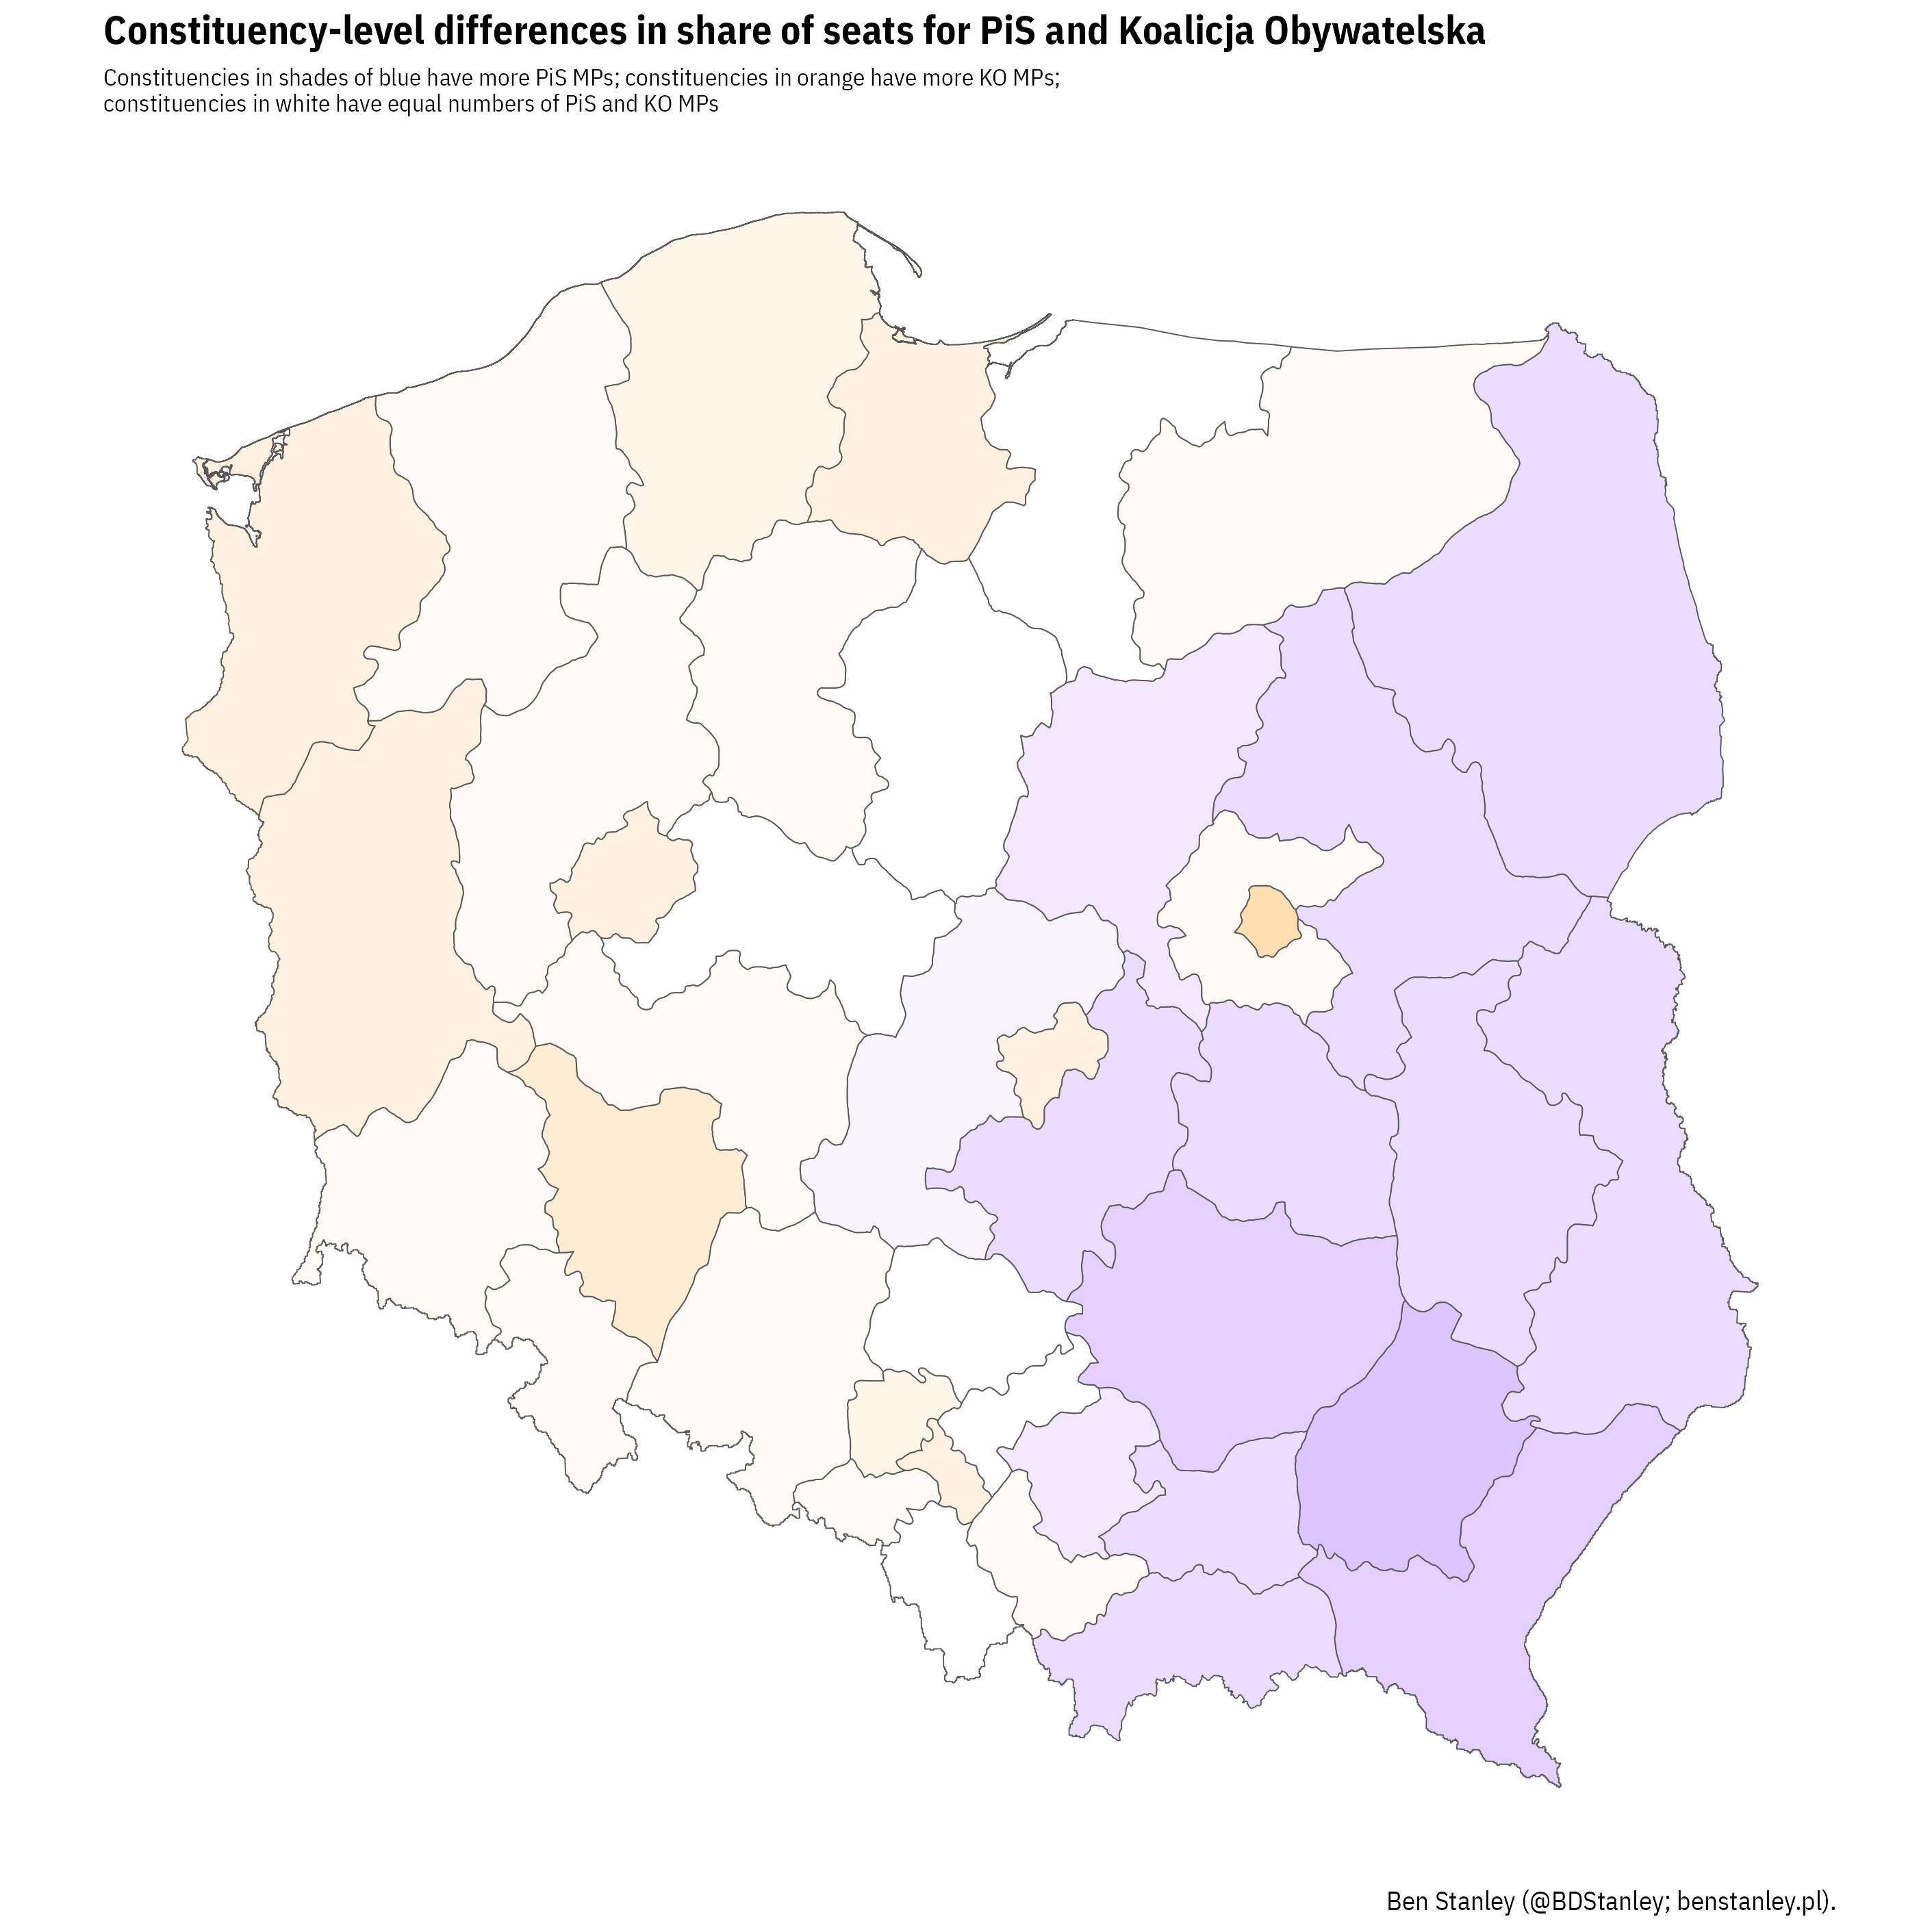 Constituency-level differences in share of seats for PiS and Koalicja Obywatelska
Constituencies in shades of blue have more PiS MPs; constituencies in orange have more KO MPs;
constituencies in white have equal numbers of PiS and KO MPs
Ben Stanley (@BDStanley; benstanley.pl).